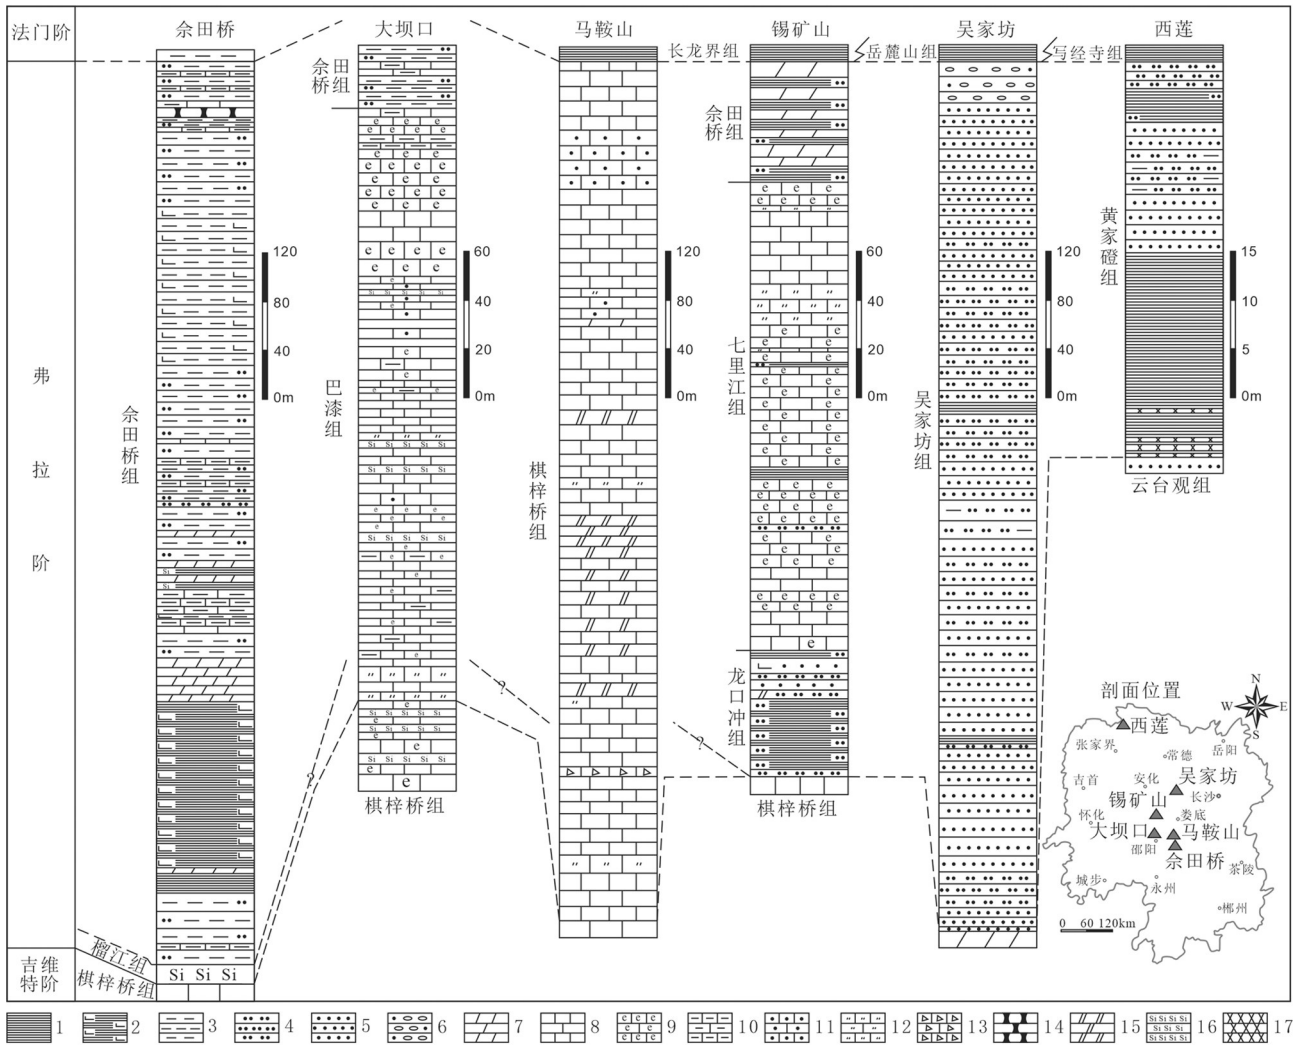 法门阶
佘田桥
大坝口
马鞍山
锡矿山
吴家坊
西莲
长龙界组
岳麓山组
写经寺组
佘田
桥组
佘田
桥组
黄家磴组
120
80
40
0m
60
40
20
0m
120
80
40
0m
60
40
20
0m
120
80
40
0m
15
10
5
0m
弗
拉
阶
佘田桥组
巴漆组
棋梓桥组
七里江组
吴家坊组
云台观组
龙口冲组
?
?
?
棋梓桥组
棋梓桥组
榴江组
棋梓桥组
吉维
特阶
Si Si Si
剖面位置
N
W E
S
西莲
张家界
岳阳
常德
吉首
安化
吴家坊
锡矿山
长沙
怀化
娄底
大坝口
马鞍山
邵阳
佘田桥
茶陵
城步
永州
郴州
0 60 120km
1 2 3 4 5 6 7 8 9 10 11 12 13 14 15 16 17